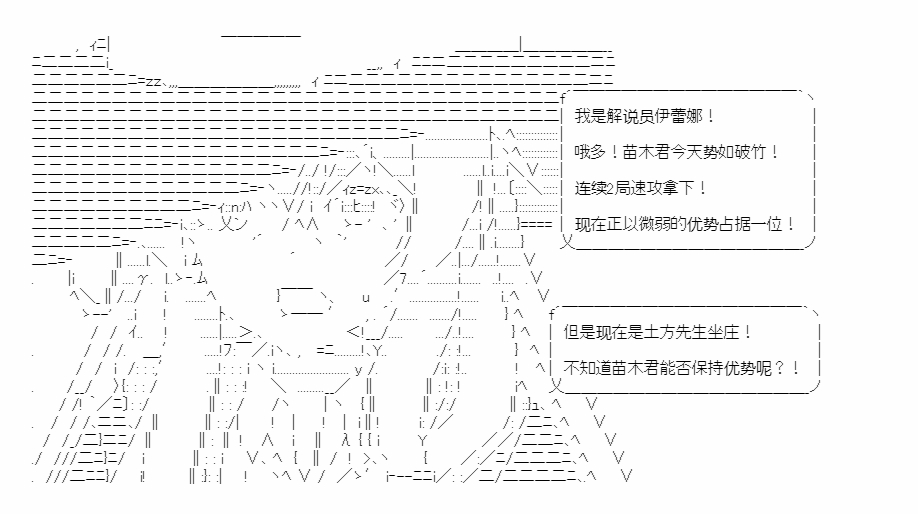 我是解说员伊蕾娜！
哦多！苗木君今天势如破竹！
连续2局速攻拿下！
现在正以微弱的优势占据一位！
但是现在是土方先生坐庄！
不知道苗木君能否保持优势呢？！